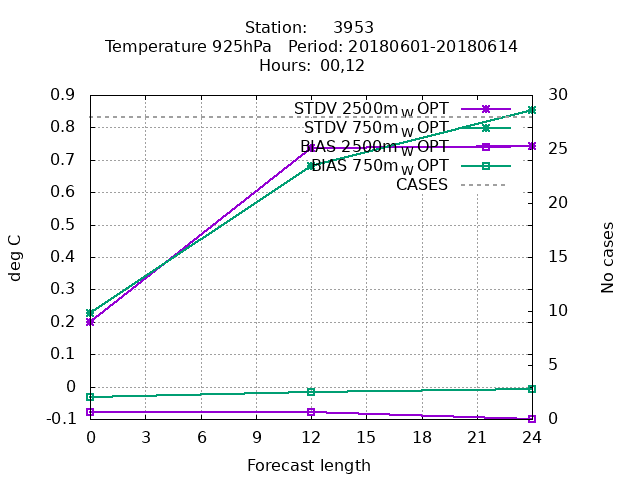 Station: 3953
Temperature 925hPa Period: 20180601-20180614
Hours: 00,12
STDV 2500m_W OPT
STDV 750m_W OPT
BIAS 2500m_W OPT
BIAS 750m_W OPT
CASES
0.9
0.8
0.7
0.6
0.5
0.4
0.3
0.2
0.1
0
-0.1
30
25
20
15
10
5
0
deg C
No cases
0 3 6 9 12 15 18 21 24
Forecast length